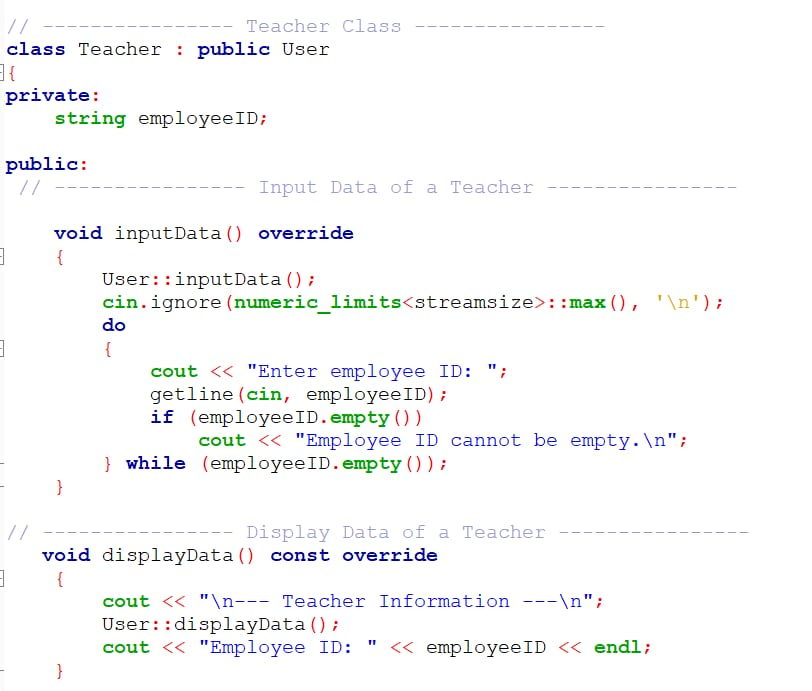 // ---------------- Teacher Class ----------------
class Teacher : public User
{
private:
    string employeeID;
public:
 // ---------------- Input Data of a Teacher ----------------
    void inputData() override
    {
        User::inputData();
        cin.ignore(numeric_limits<streamsize>::max(), '\n');
        do
        {
            cout << "Enter employee ID: ";
            getline(cin, employeeID);
            if (employeeID.empty())
                cout << "Employee ID cannot be empty.\n";
        } while (employeeID.empty());
    }
// ---------------- Display Data of a Teacher ----------------
   void displayData() const override
    {
        cout << "\n--- Teacher Information ---\n";
        User::displayData();
        cout << "Employee ID: " << employeeID << endl;
    }